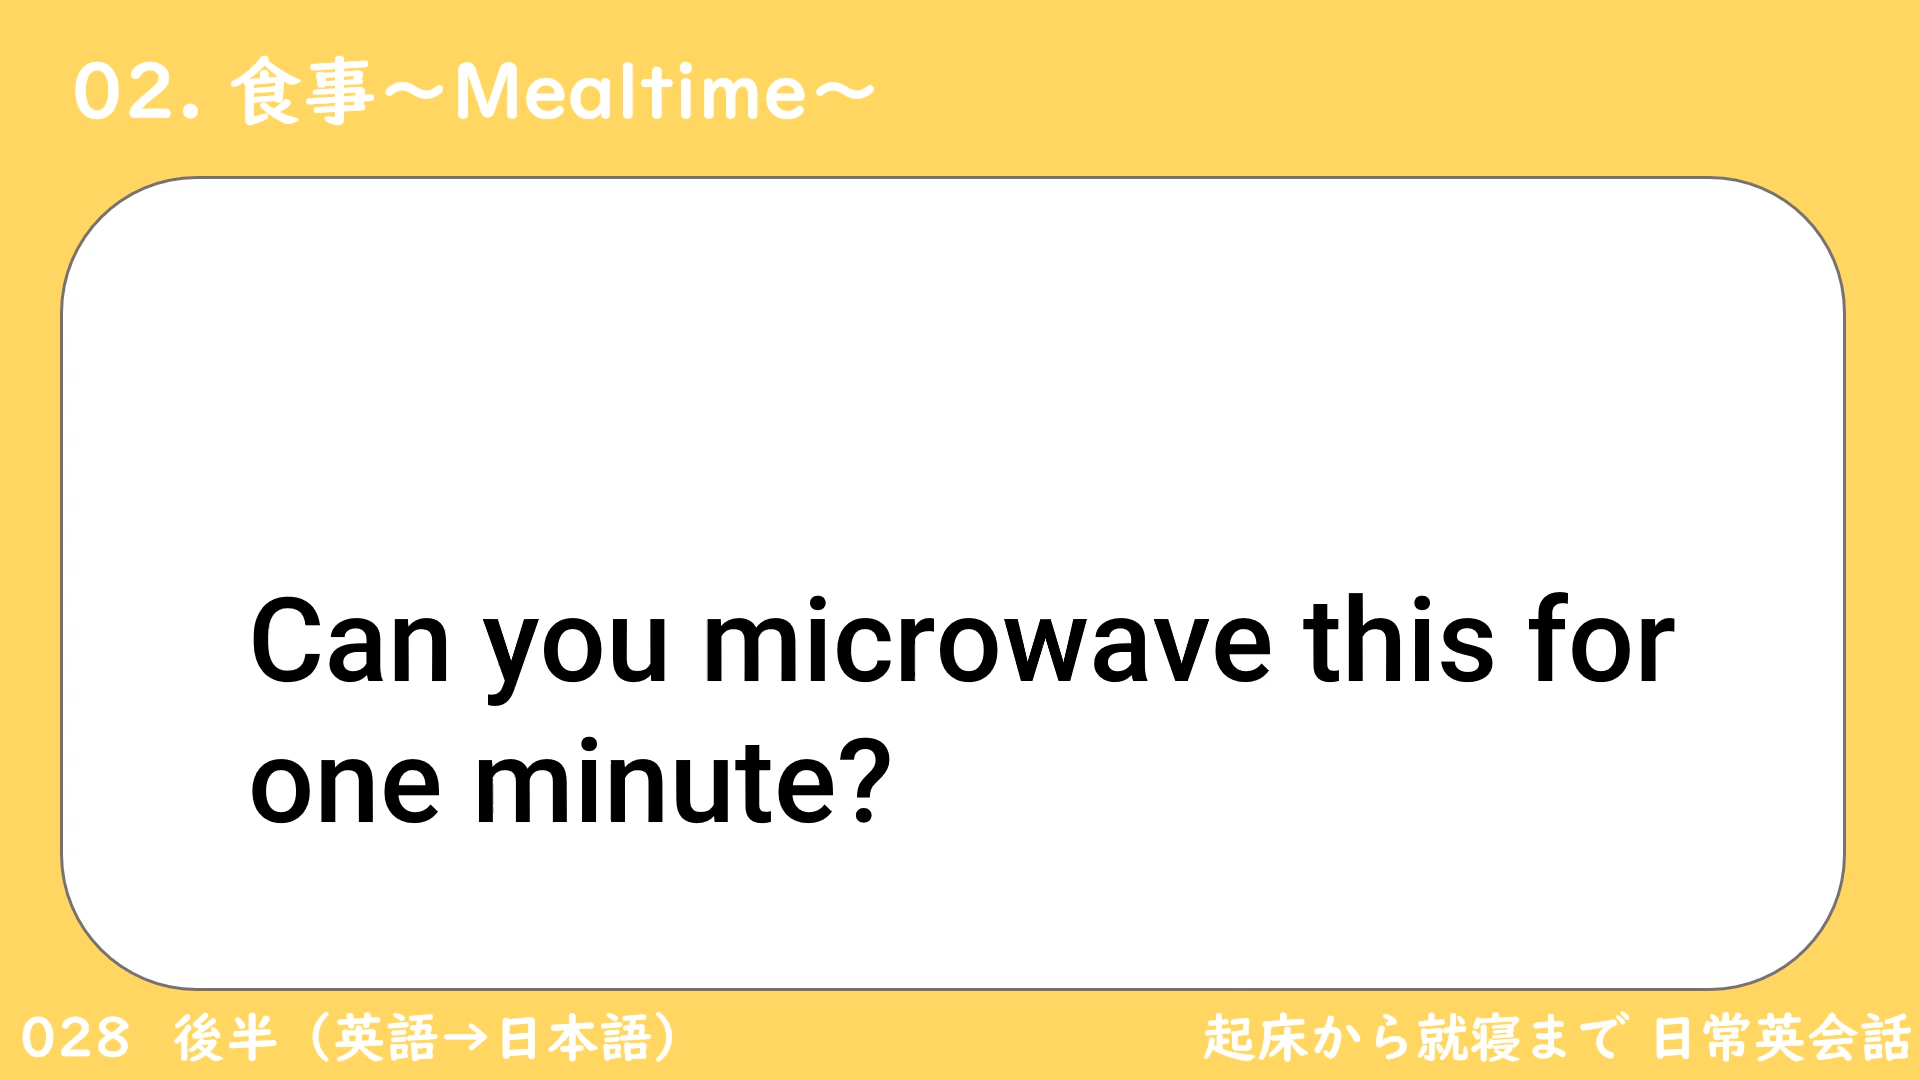 02. 食事〜Mealtime〜
Can you microwave this for
one minute?
028 後半（英語→日本語）
起床から就寝まで 日常英会話